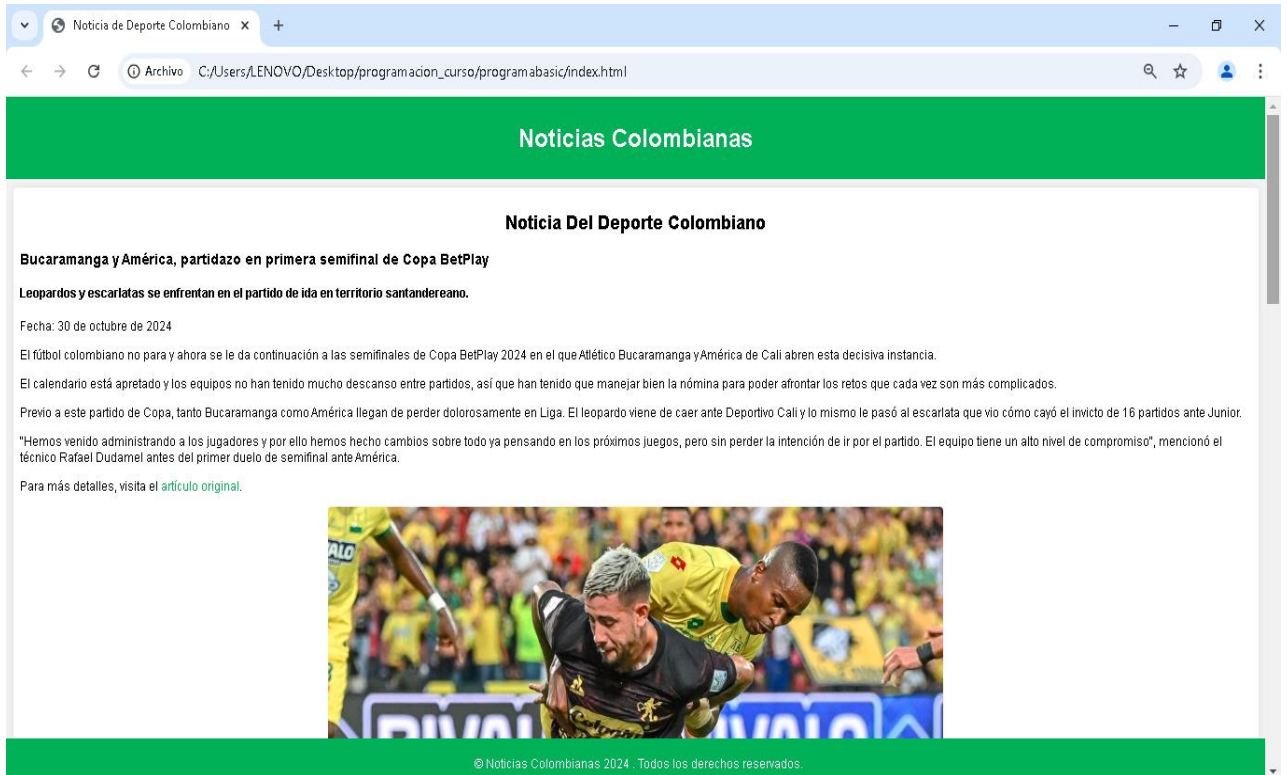 Noticia de Deporte Colombiano
Archivo C:/Users/LENOVO/Desktop/programacion_curso/programabasic/index.html
Noticias Colombianas
Noticia Del Deporte Colombiano
Bucaramanga y América, partidazo en primera semifinal de Copa BetPlay
Leopardos y escarlatas se enfrentan en el partido de ida en territorio santandereano.
Fecha: 30 de octubre de 2024
El fútbol colombiano no para y ahora se le da continuación a las semifinales de Copa BetPlay 2024 en el que Atlético Bucaramanga y América de Cali abren esta decisiva instancia.
El calendario está apretado y los equipos no han tenido mucho descanso entre partidos, así que han tenido que manejar bien la nómina para poder afrontar los retos que cada vez son más complicados.
Previo a este partido de Copa, tanto Bucaramanga como América llegan de perder dolorosamente en Liga. El leopardo viene de caer ante Deportivo Cali y lo mismo le pasó al escarlata que vio cómo cayó el invicto de 16 partidos ante Junior.
"Hemos venido administrando a los jugadores y por ello hemos hecho cambios sobre todo ya pensando en los próximos juegos, pero sin perder la intención de ir por el partido. El equipo tiene un alto nivel de compromiso", mencionó el
técnico Rafael Dudamel antes del primer duelo de semifinal ante América.
Para más detalles, visita el artículo original.
© Noticias Colombianas 2024 . Todos los derechos reservados.